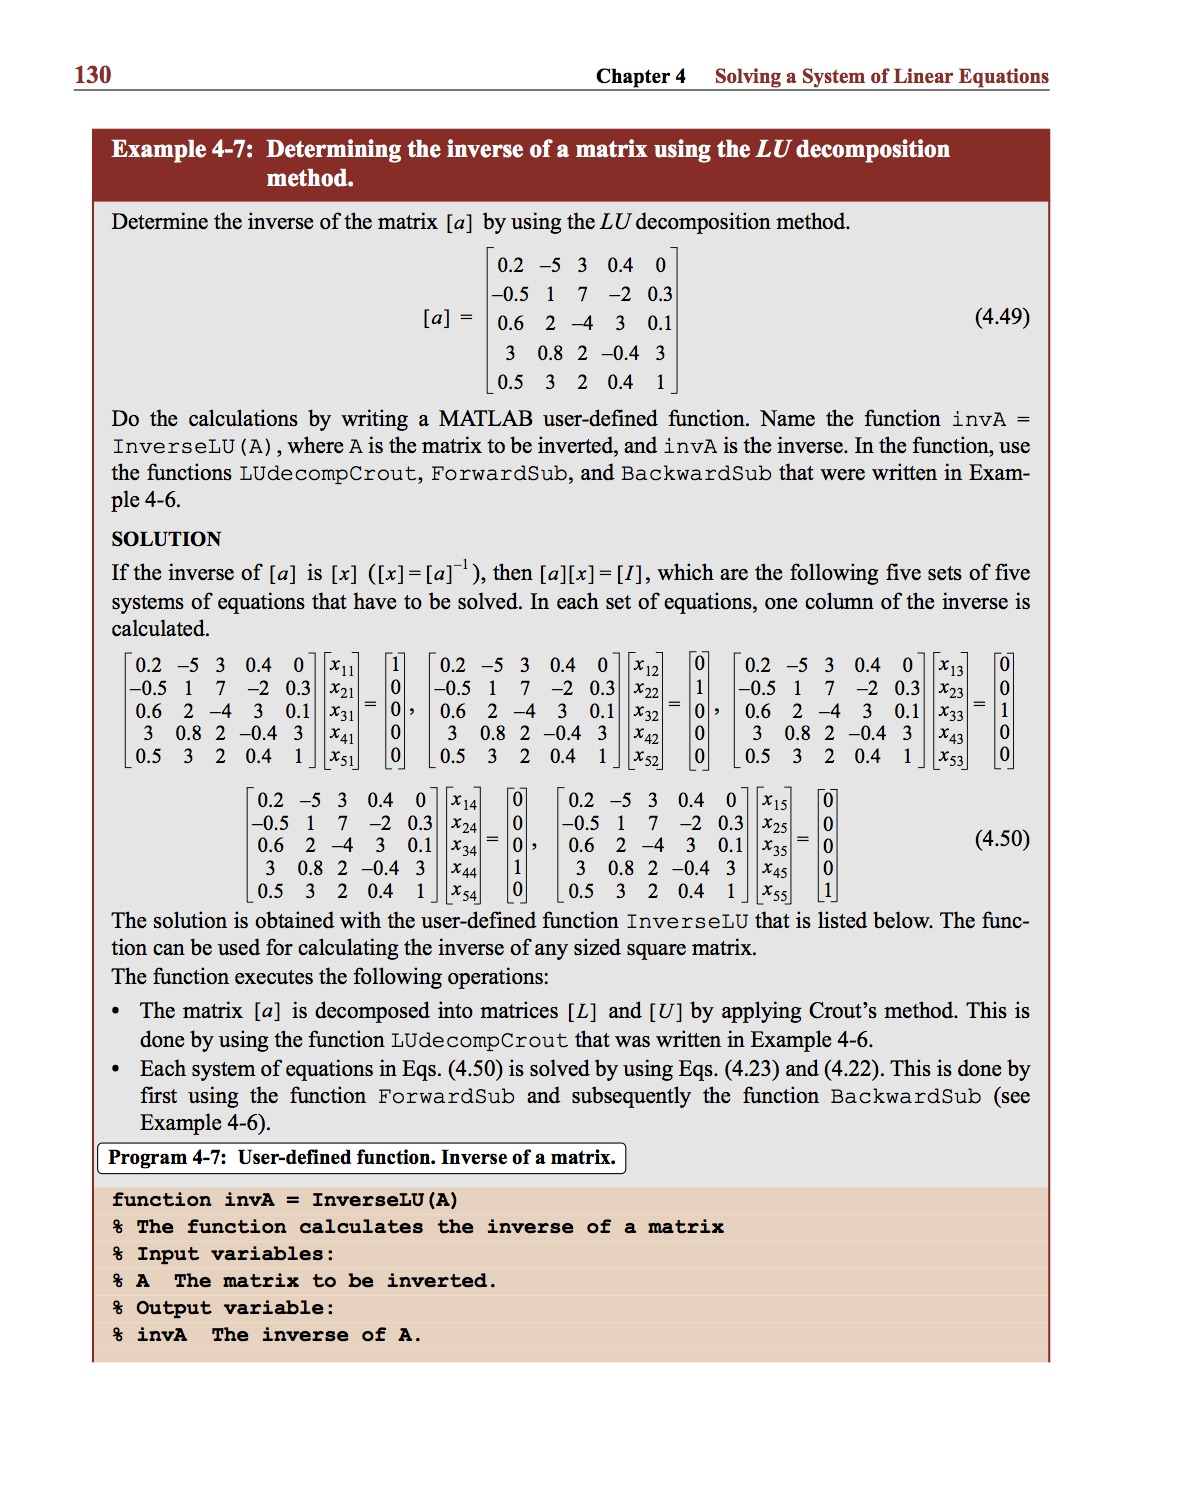 130 Chapter 4 Solving a System of Linear Equations
Example 4-7: Determining the inverse of a matrix using the LU decomposition
method.
Determine the inverse of the matrix [a] by using the LU decomposition method.
[a] = [0.2 –5 3 0.4 0
–0.5 1 7 –2 0.3
0.6 2 –4 3 0.1
3 0.8 2 –0.4 3
0.5 3 2 0.4 1] (4.49)
Do the calculations by writing a MATLAB user-defined function. Name the function invA =
InverseLU(A), where A is the matrix to be inverted, and invA is the inverse. In the function, use
the functions LUdecompCrout, ForwardSub, and BackwardSub that were written in Exam-
ple 4-6.
SOLUTION
If the inverse of [a] is [x] ([x]=[a]⁻¹), then [a][x]=[I], which are the following five sets of five
systems of equations that have to be solved. In each set of equations, one column of the inverse is
calculated.
0.2 –5 3 0.4 0 x₁₁ 1 0.2 –5 3 0.4 0 x₁₂ 0 0.2 –5 3 0.4 0 x₁₃ 0
–0.5 1 7 –2 0.3 x₂₁ 0 –0.5 1 7 –2 0.3 x₂₂ 1 –0.5 1 7 –2 0.3 x₂₃ 0
0.6 2 –4 3 0.1 x₃₁ = 0 , 0.6 2 –4 3 0.1 x₃₂ = 0 , 0.6 2 –4 3 0.1 x₃₃ = 1
3 0.8 2 –0.4 3 x₄₁ 0 3 0.8 2 –0.4 3 x₄₂ 0 3 0.8 2 –0.4 3 x₄₃ 0
0.5 3 2 0.4 1 x₅₁ 0 0.5 3 2 0.4 1 x₅₂ 0 0.5 3 2 0.4 1 x₅₃ 0
0.2 –5 3 0.4 0 x₁₄ 0 0.2 –5 3 0.4 0 x₁₅ 0
–0.5 1 7 –2 0.3 x₂₄ 0 –0.5 1 7 –2 0.3 x₂₅ 0
0.6 2 –4 3 0.1 x₃₄ = 0 , 0.6 2 –4 3 0.1 x₃₅ = 0 (4.50)
3 0.8 2 –0.4 3 x₄₄ 1 3 0.8 2 –0.4 3 x₄₅ 0
0.5 3 2 0.4 1 x₅₄ 0 0.5 3 2 0.4 1 x₅₅ 1
The solution is obtained with the user-defined function InverseLU that is listed below. The func-
tion can be used for calculating the inverse of any sized square matrix.
The function executes the following operations:
• The matrix [a] is decomposed into matrices [L] and [U] by applying Crout’s method. This is
done by using the function LUdecompCrout that was written in Example 4-6.
• Each system of equations in Eqs. (4.50) is solved by using Eqs. (4.23) and (4.22). This is done by
first using the function ForwardSub and subsequently the function BackwardSub (see
Example 4-6).
Program 4-7: User-defined function. Inverse of a matrix.
function invA = InverseLU(A)
% The function calculates the inverse of a matrix
% Input variables:
% A The matrix to be inverted.
% Output variable:
% invA The inverse of A.